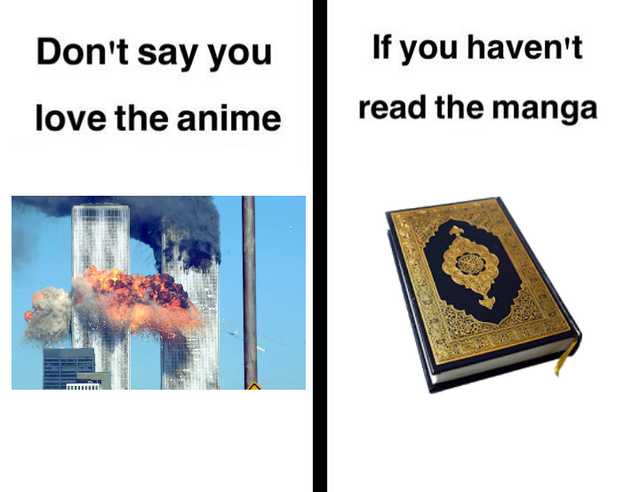 Don't say you
love the anime
If you haven't
read the manga